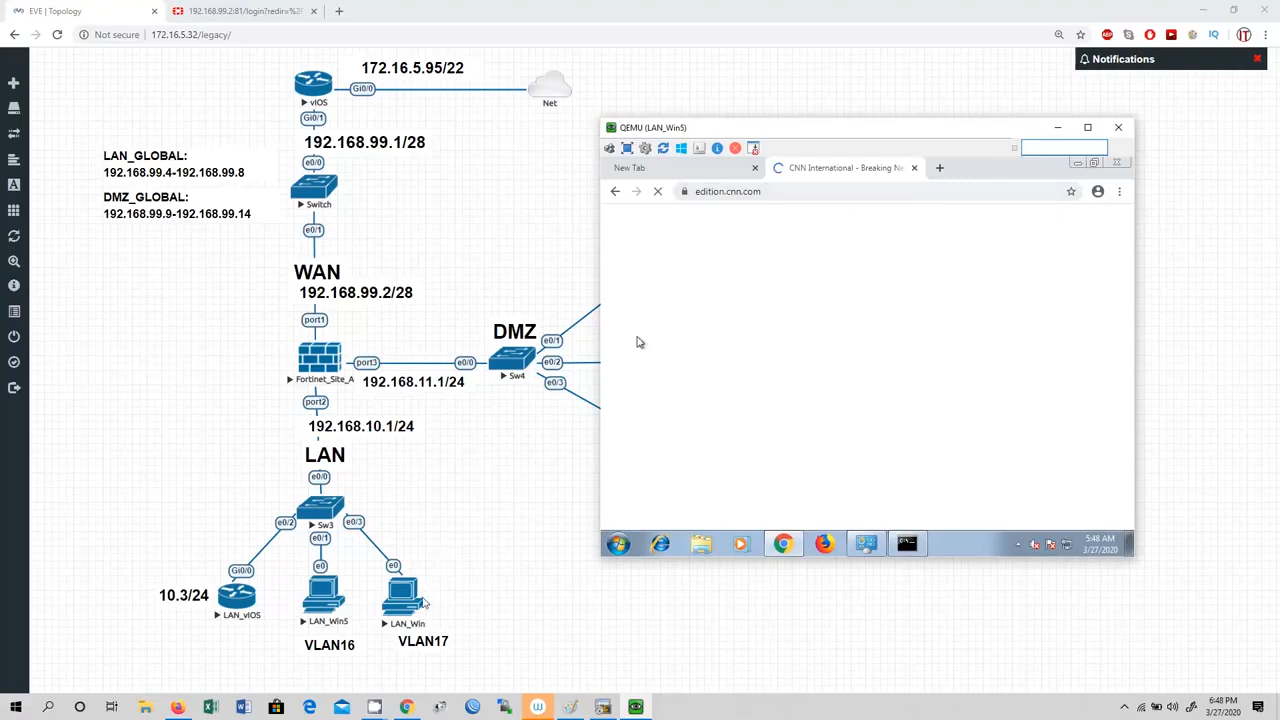 EVE | Topology
192.168.99.2:81/login?redir=%2F
Not secure | 172.16.5.32/legacy/
Notifications
172.16.5.95/22
Gi0/0
Net
vIOS
Gi0/1
192.168.99.1/28
LAN_GLOBAL:
192.168.99.4-192.168.99.8
DMZ_GLOBAL:
192.168.99.9-192.168.99.14
e0/0
Switch
e0/1
WAN
192.168.99.2/28
port1
DMZ
e0/1
port3
e0/0
e0/2
Fortinet_Site_A
192.168.11.1/24
Sw4
e0/3
port2
192.168.10.1/24
LAN
e0/0
Sw3
e0/2
e0/3
e0/1
Gi0/0
e0
e0
10.3/24
LAN_vIOS
LAN_Win5
LAN_Win
VLAN16
VLAN17
QEMU (LAN_Win5)
New Tab
CNN International - Breaking Ne
edition.cnn.com
5:48 AM
3/27/2020
6:48 PM
3/27/2020